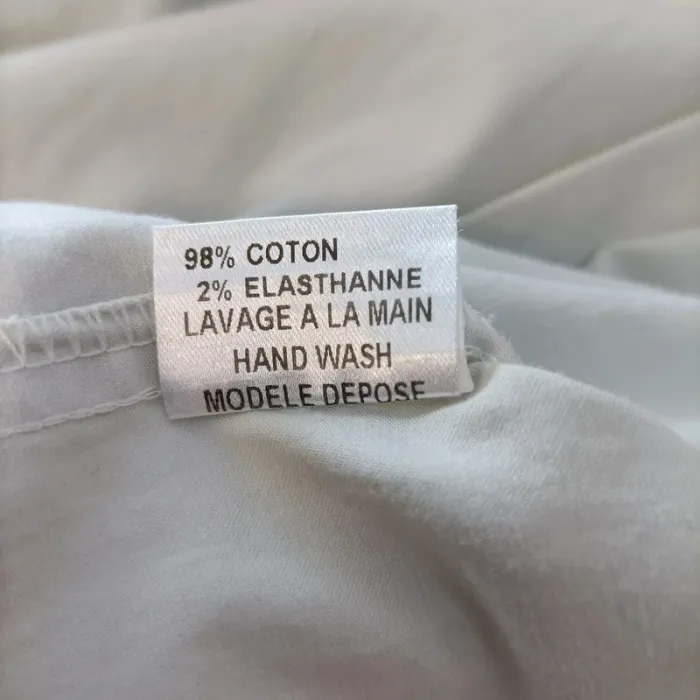 98% COTON
2% ELASTHANNE
LAVAGE A LA MAIN
HAND WASH
MODELE DEPOSE